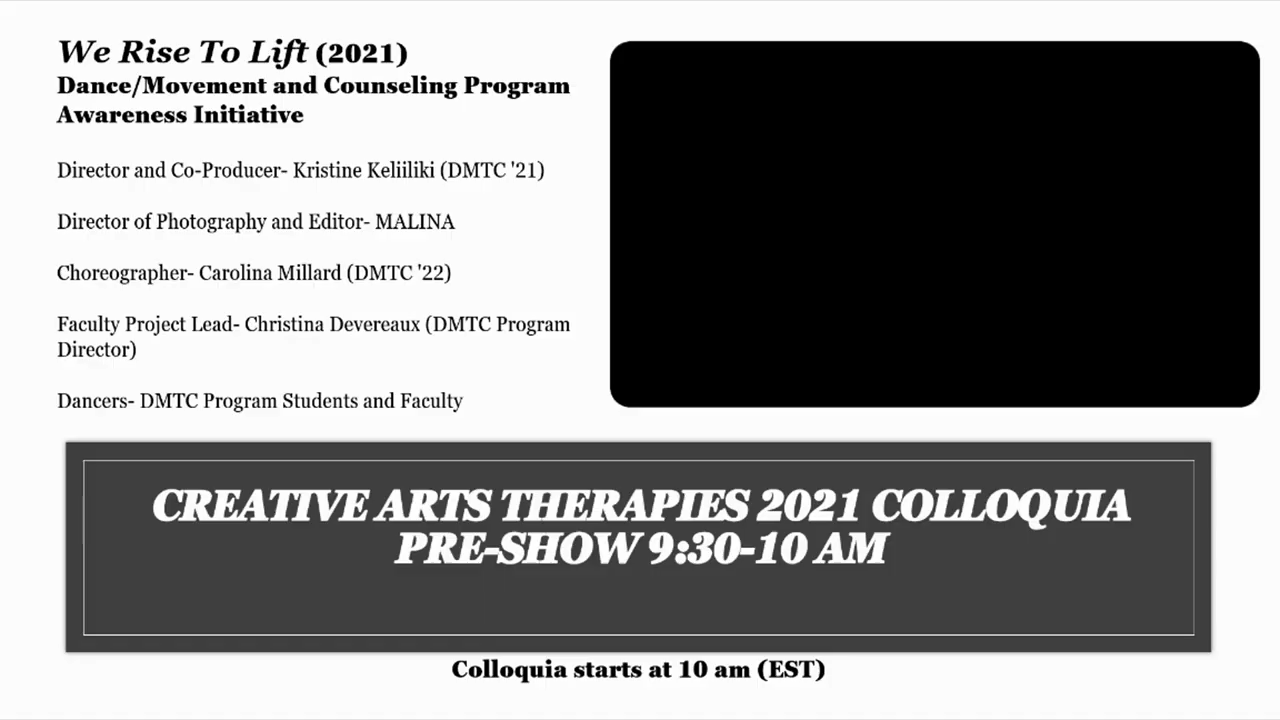 We Rise To Lift (2021)
Dance/Movement and Counseling Program
Awareness Initiative
Director and Co-Producer- Kristine Keliiliki (DMTC '21)
Director of Photography and Editor- MALINA
Choreographer- Carolina Millard (DMTC '22)
Faculty Project Lead- Christina Devereaux (DMTC Program
Director)
Dancers- DMTC Program Students and Faculty
CREATIVE ARTS THERAPIES 2021 COLLOQUIA
PRE-SHOW 9:30-10 AM
Colloquia starts at 10 am (EST)